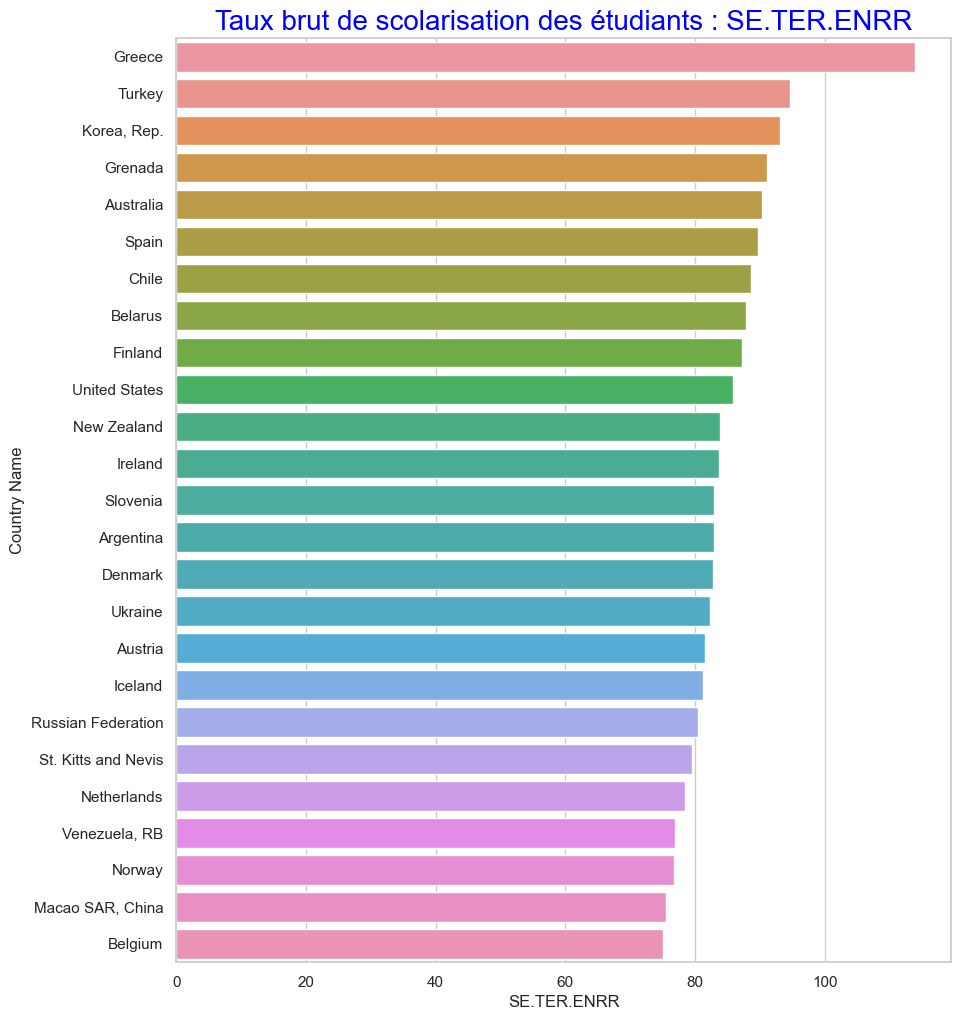 Taux brut de scolarisation des étudiants : SE.TER.ENRR
Country Name
Greece
Turkey
Korea, Rep.
Grenada
Australia
Spain
Chile
Belarus
Finland
United States
New Zealand
Ireland
Slovenia
Argentina
Denmark
Ukraine
Austria
Iceland
Russian Federation
St. Kitts and Nevis
Netherlands
Venezuela, RB
Norway
Macao SAR, China
Belgium
0 20 40 60 80 100
SE.TER.ENRR